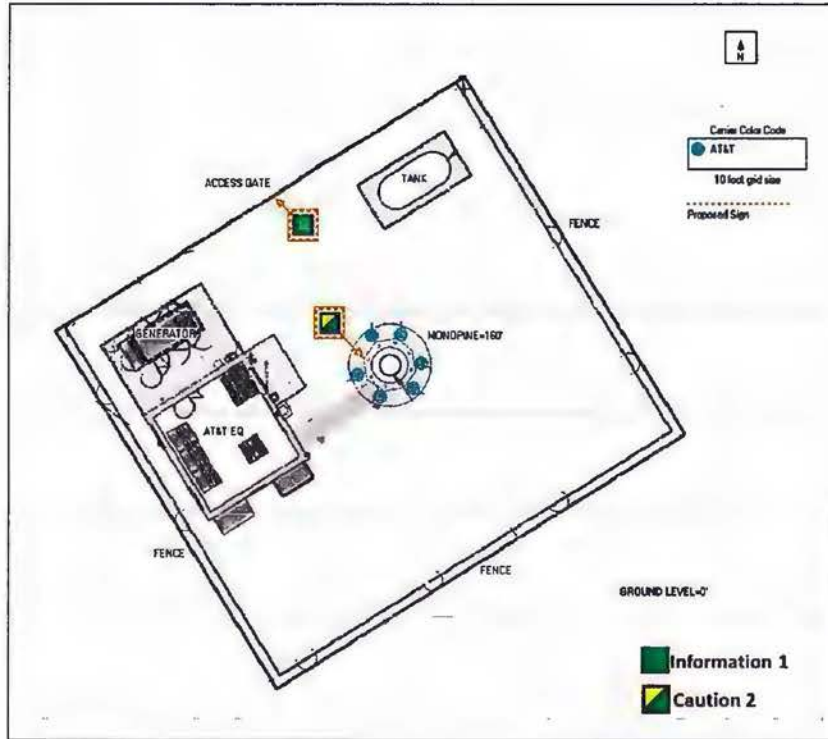 N
Carrier Color Code
AT&T
10 foot grid size
Proposed Sign
TANK
ACCESS GATE
FENCE
GENERATOR
MONOPINE=160'
AT&T EQ
FENCE
FENCE
GROUND LEVEL=0'
Information 1
Caution 2